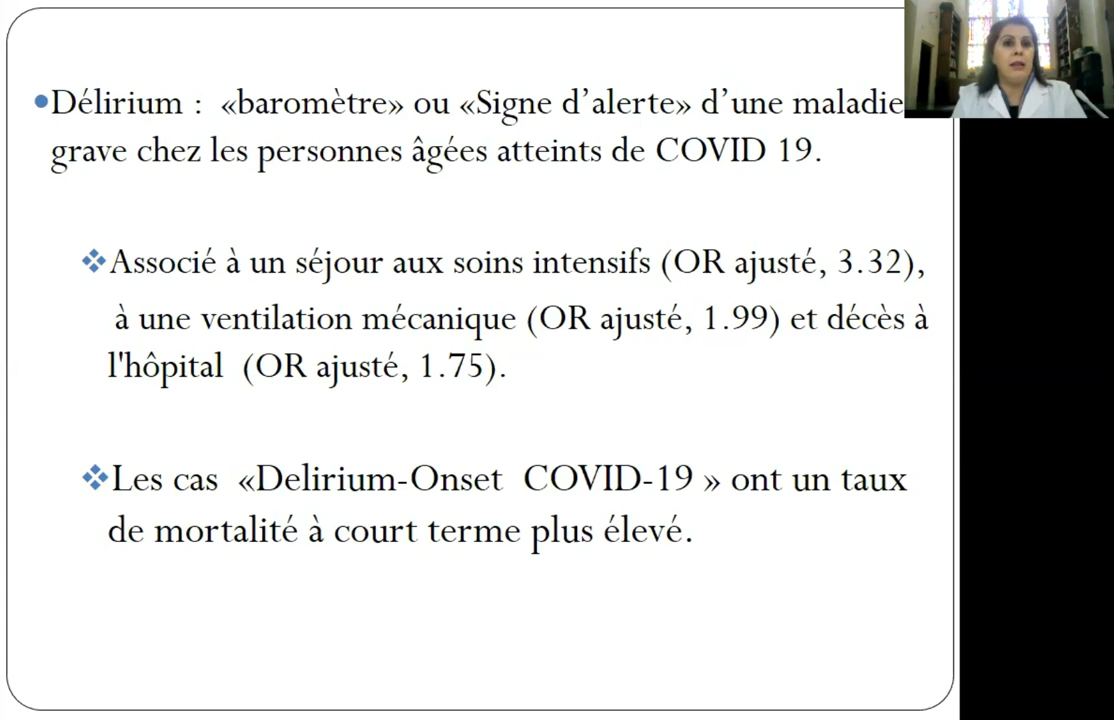 Délirium : «baromètre» ou «Signe d’alerte» d’une maladie
grave chez les personnes âgées atteints de COVID 19.
Associé à un séjour aux soins intensifs (OR ajusté, 3.32),
à une ventilation mécanique (OR ajusté, 1.99) et décès à
l'hôpital (OR ajusté, 1.75).
Les cas «Delirium-Onset COVID-19 » ont un taux
de mortalité à court terme plus élevé.